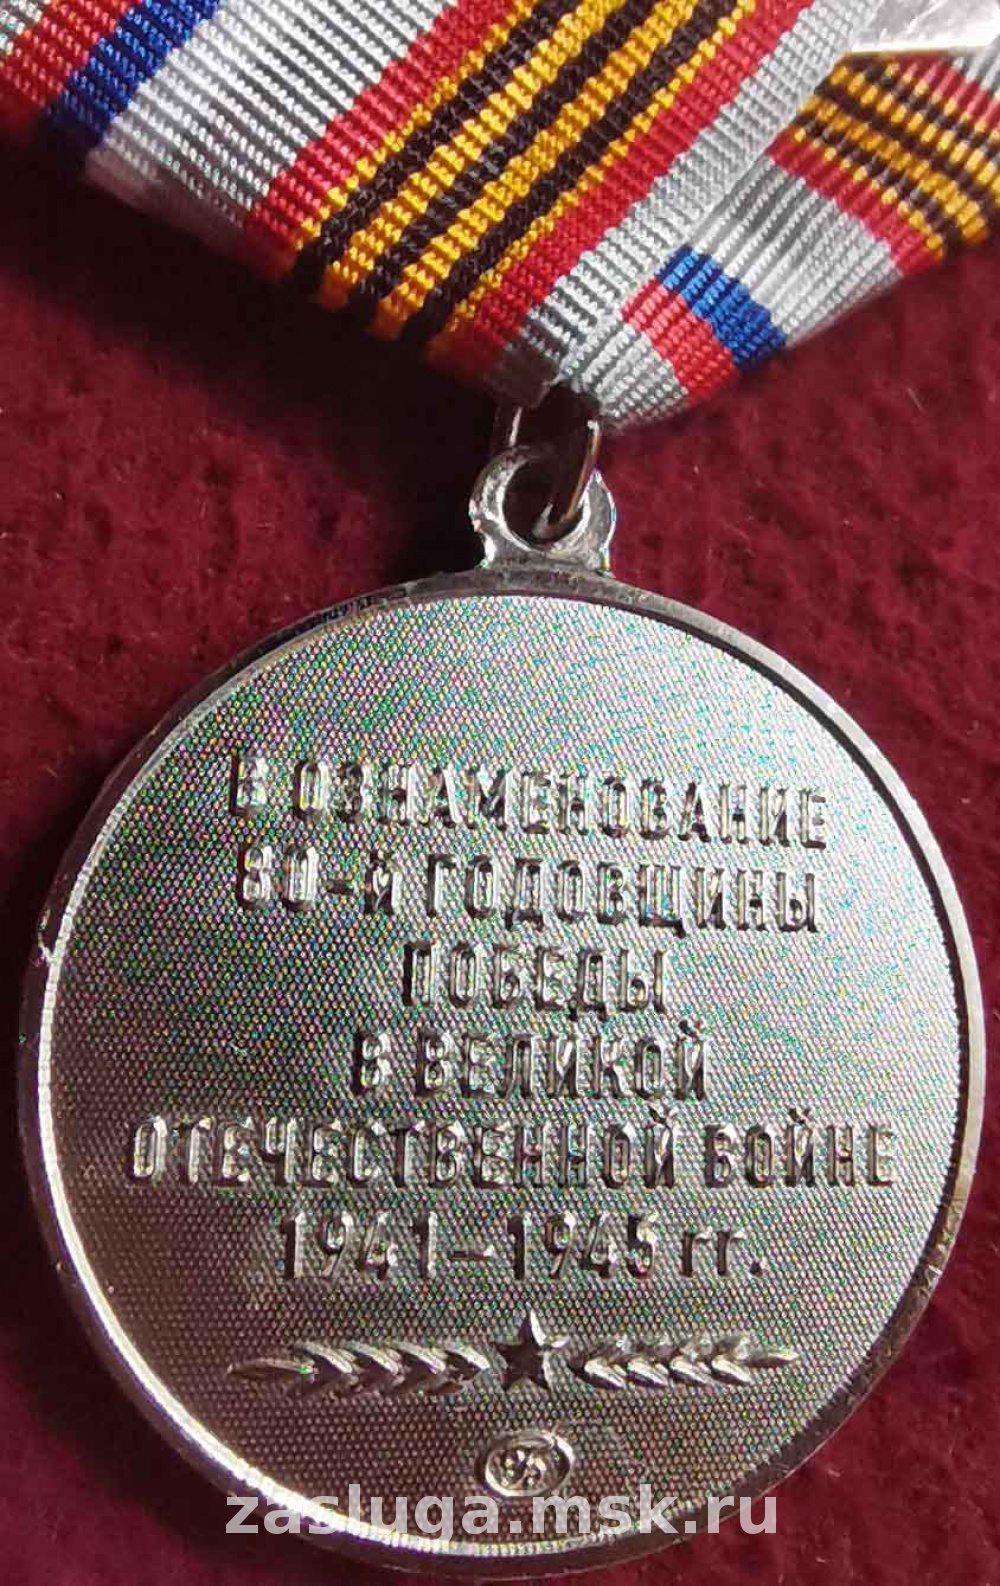 В ОЗНАМЕНОВАНИЕ
80-Й ГОДОВЩИНЫ
ПОБЕДЫ
В ВЕЛИКОЙ
ОТЕЧЕСТВЕННОЙ ВОЙНЕ
1941–1945 гг.
zasluga.msk.ru